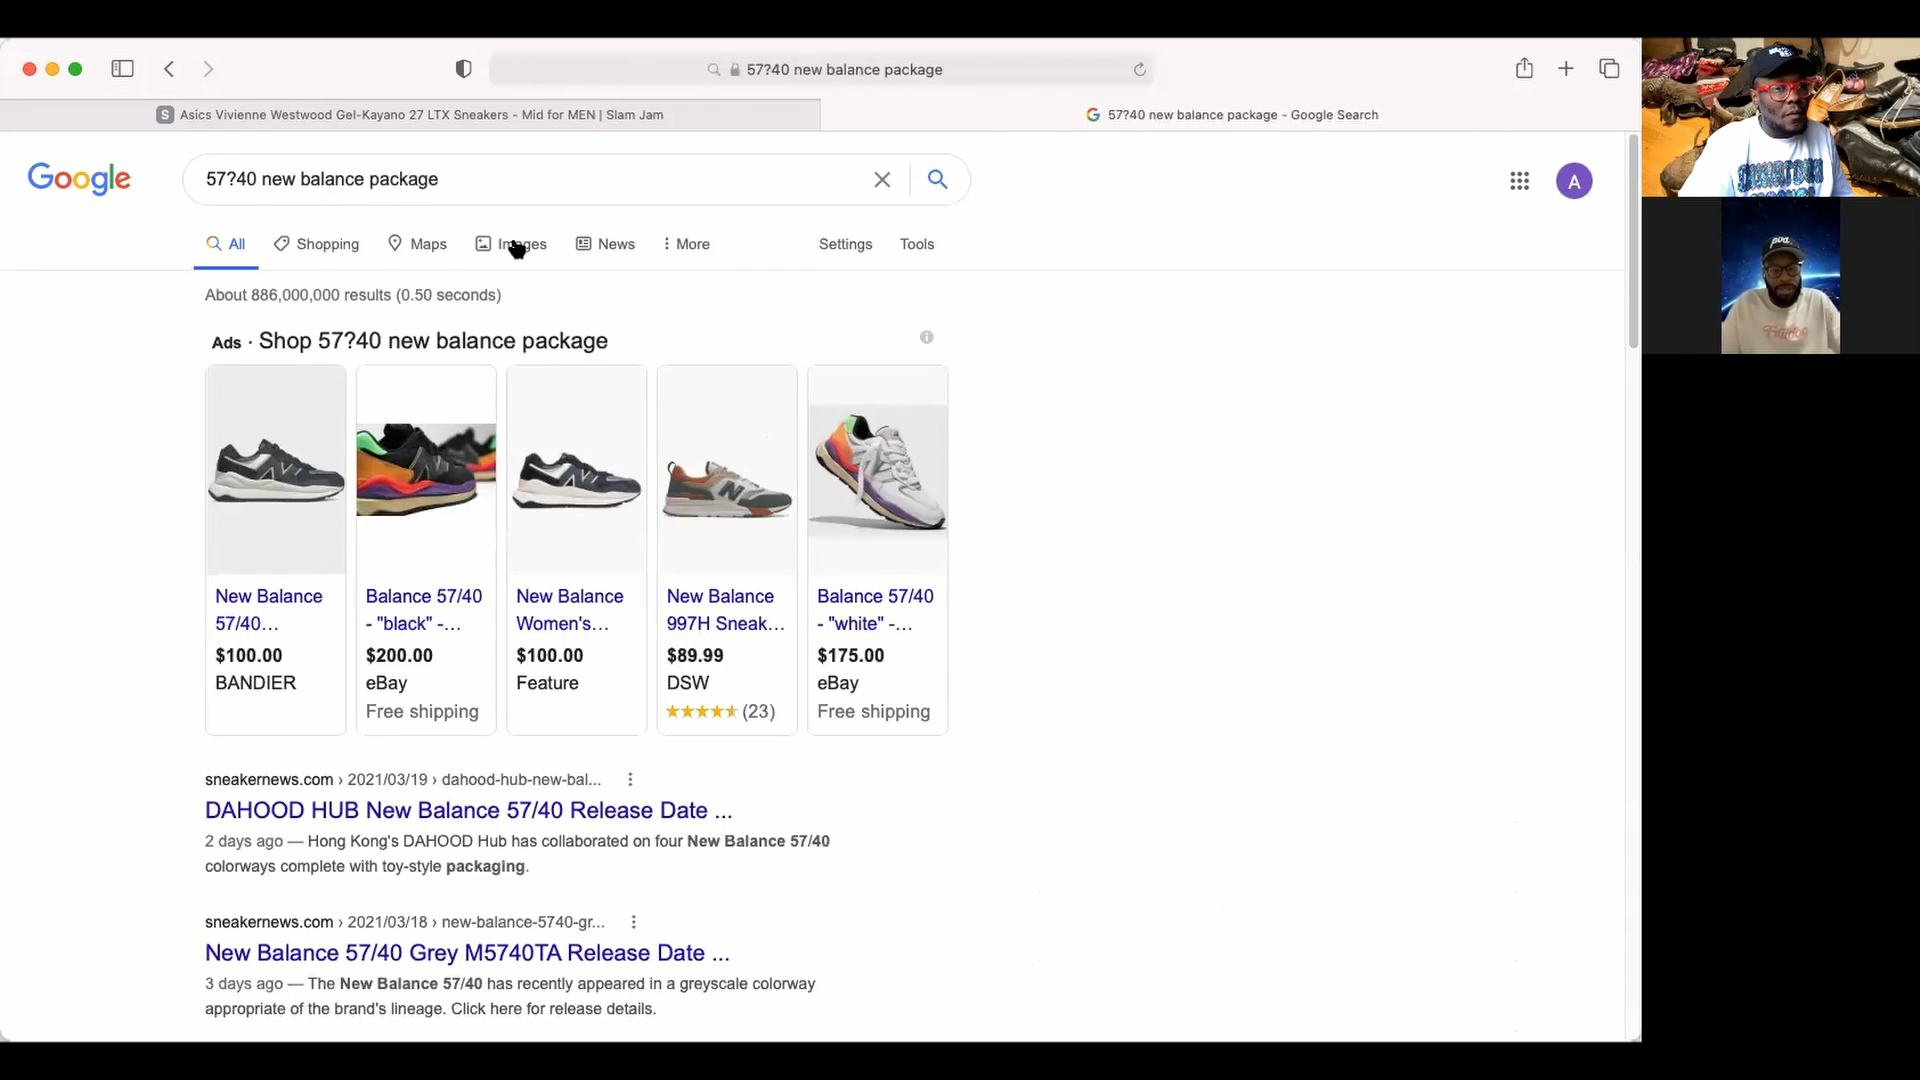 57?40 new balance package
S Asics Vivienne Westwood Gel-Kayano 27 LTX Sneakers - Mid for MEN | Slam Jam
57?40 new balance package - Google Search
Google
57?40 new balance package
A
All Shopping Maps Images News More Settings Tools
About 886,000,000 results (0.50 seconds)
Ads · Shop 57?40 new balance package
New Balance 57/40...
$100.00
BANDIER
Balance 57/40 - "black" -...
$200.00
eBay
Free shipping
New Balance Women's...
$100.00
Feature
New Balance 997H Sneak...
$89.99
DSW
(23)
Balance 57/40 - "white" -...
$175.00
eBay
Free shipping
sneakernews.com › 2021/03/19 › dahood-hub-new-bal...
DAHOOD HUB New Balance 57/40 Release Date ...
2 days ago — Hong Kong's DAHOOD Hub has collaborated on four New Balance 57/40
colorways complete with toy-style packaging.
sneakernews.com › 2021/03/18 › new-balance-5740-gr...
New Balance 57/40 Grey M5740TA Release Date ...
3 days ago — The New Balance 57/40 has recently appeared in a greyscale colorway
appropriate of the brand's lineage. Click here for release details.